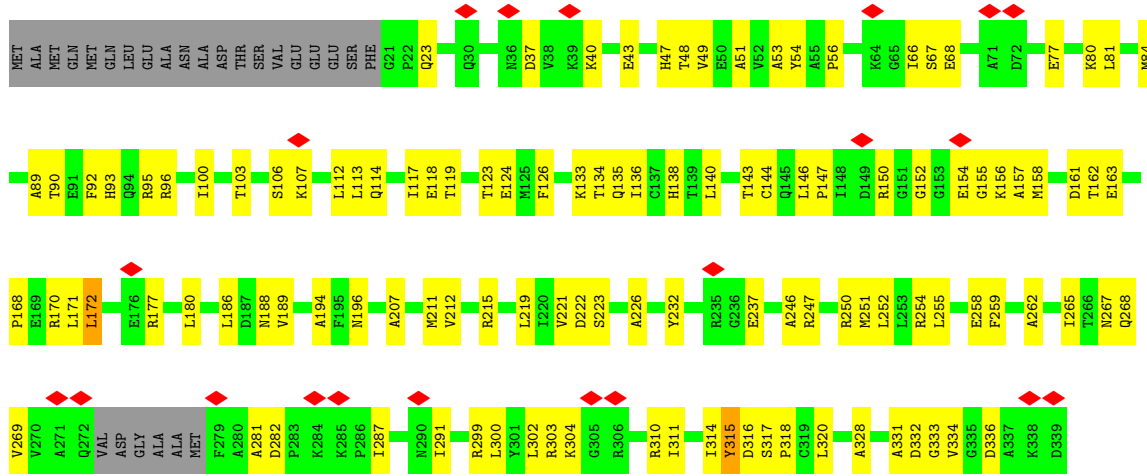 MET ALA MET GLN MET GLN LEU GLU ALA ASN ALA ASP THR SER VAL GLU GLU GLU SER PHE G21 P22 Q23 Q30 N36 D37 V38 K39 K40 E43 H47 T48 V49 E50 A51 V52 A53 Y54 A55 P56 K64 G65 I66 S67 E68 A71 D72 E77 K80 L81 M84
A89 T90 E91 F92 H93 Q94 R95 R96 I100 T103 S106 K107 L112 L113 Q114 I117 E118 T119 T123 E124 M125 F126 K133 T134 Q135 I136 C137 H138 T139 L140 T143 C144 Q145 L146 P147 I148 D149 R150 G151 G152 G153 E154 G155 K156 A157 M158 D161 T162 E163
P168 E169 R170 L171 L172 E176 R177 L180 L186 D187 N188 V189 A194 F195 N196 A207 M211 V212 R215 L219 I220 V221 D222 S223 A226 Y232 R235 G236 E237 A246 R247 R250 M251 L252 L253 R254 L255 E258 F259 A262 I265 T266 N267 Q268
V269 V270 A271 Q272 VAL ASP GLY ALA ALA MET F279 A280 A281 D282 P283 K284 K285 P286 I287 N290 I291 R299 L300 Y301 L302 R303 K304 G305 R306 R310 I311 I314 Y315 D316 S317 P318 C319 L320 A328 A331 D332 G333 V334 G335 D336 A337 K338 D339